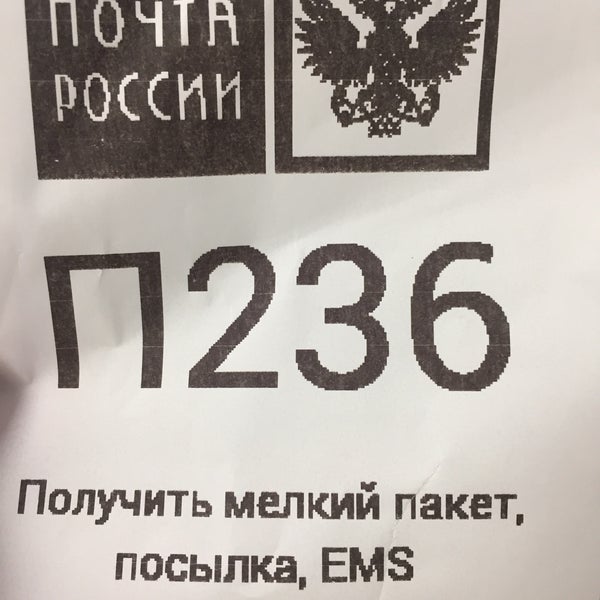 ПОЧТА
РОССИИ
П236
Получить мелкий пакет,
посылка, EMS